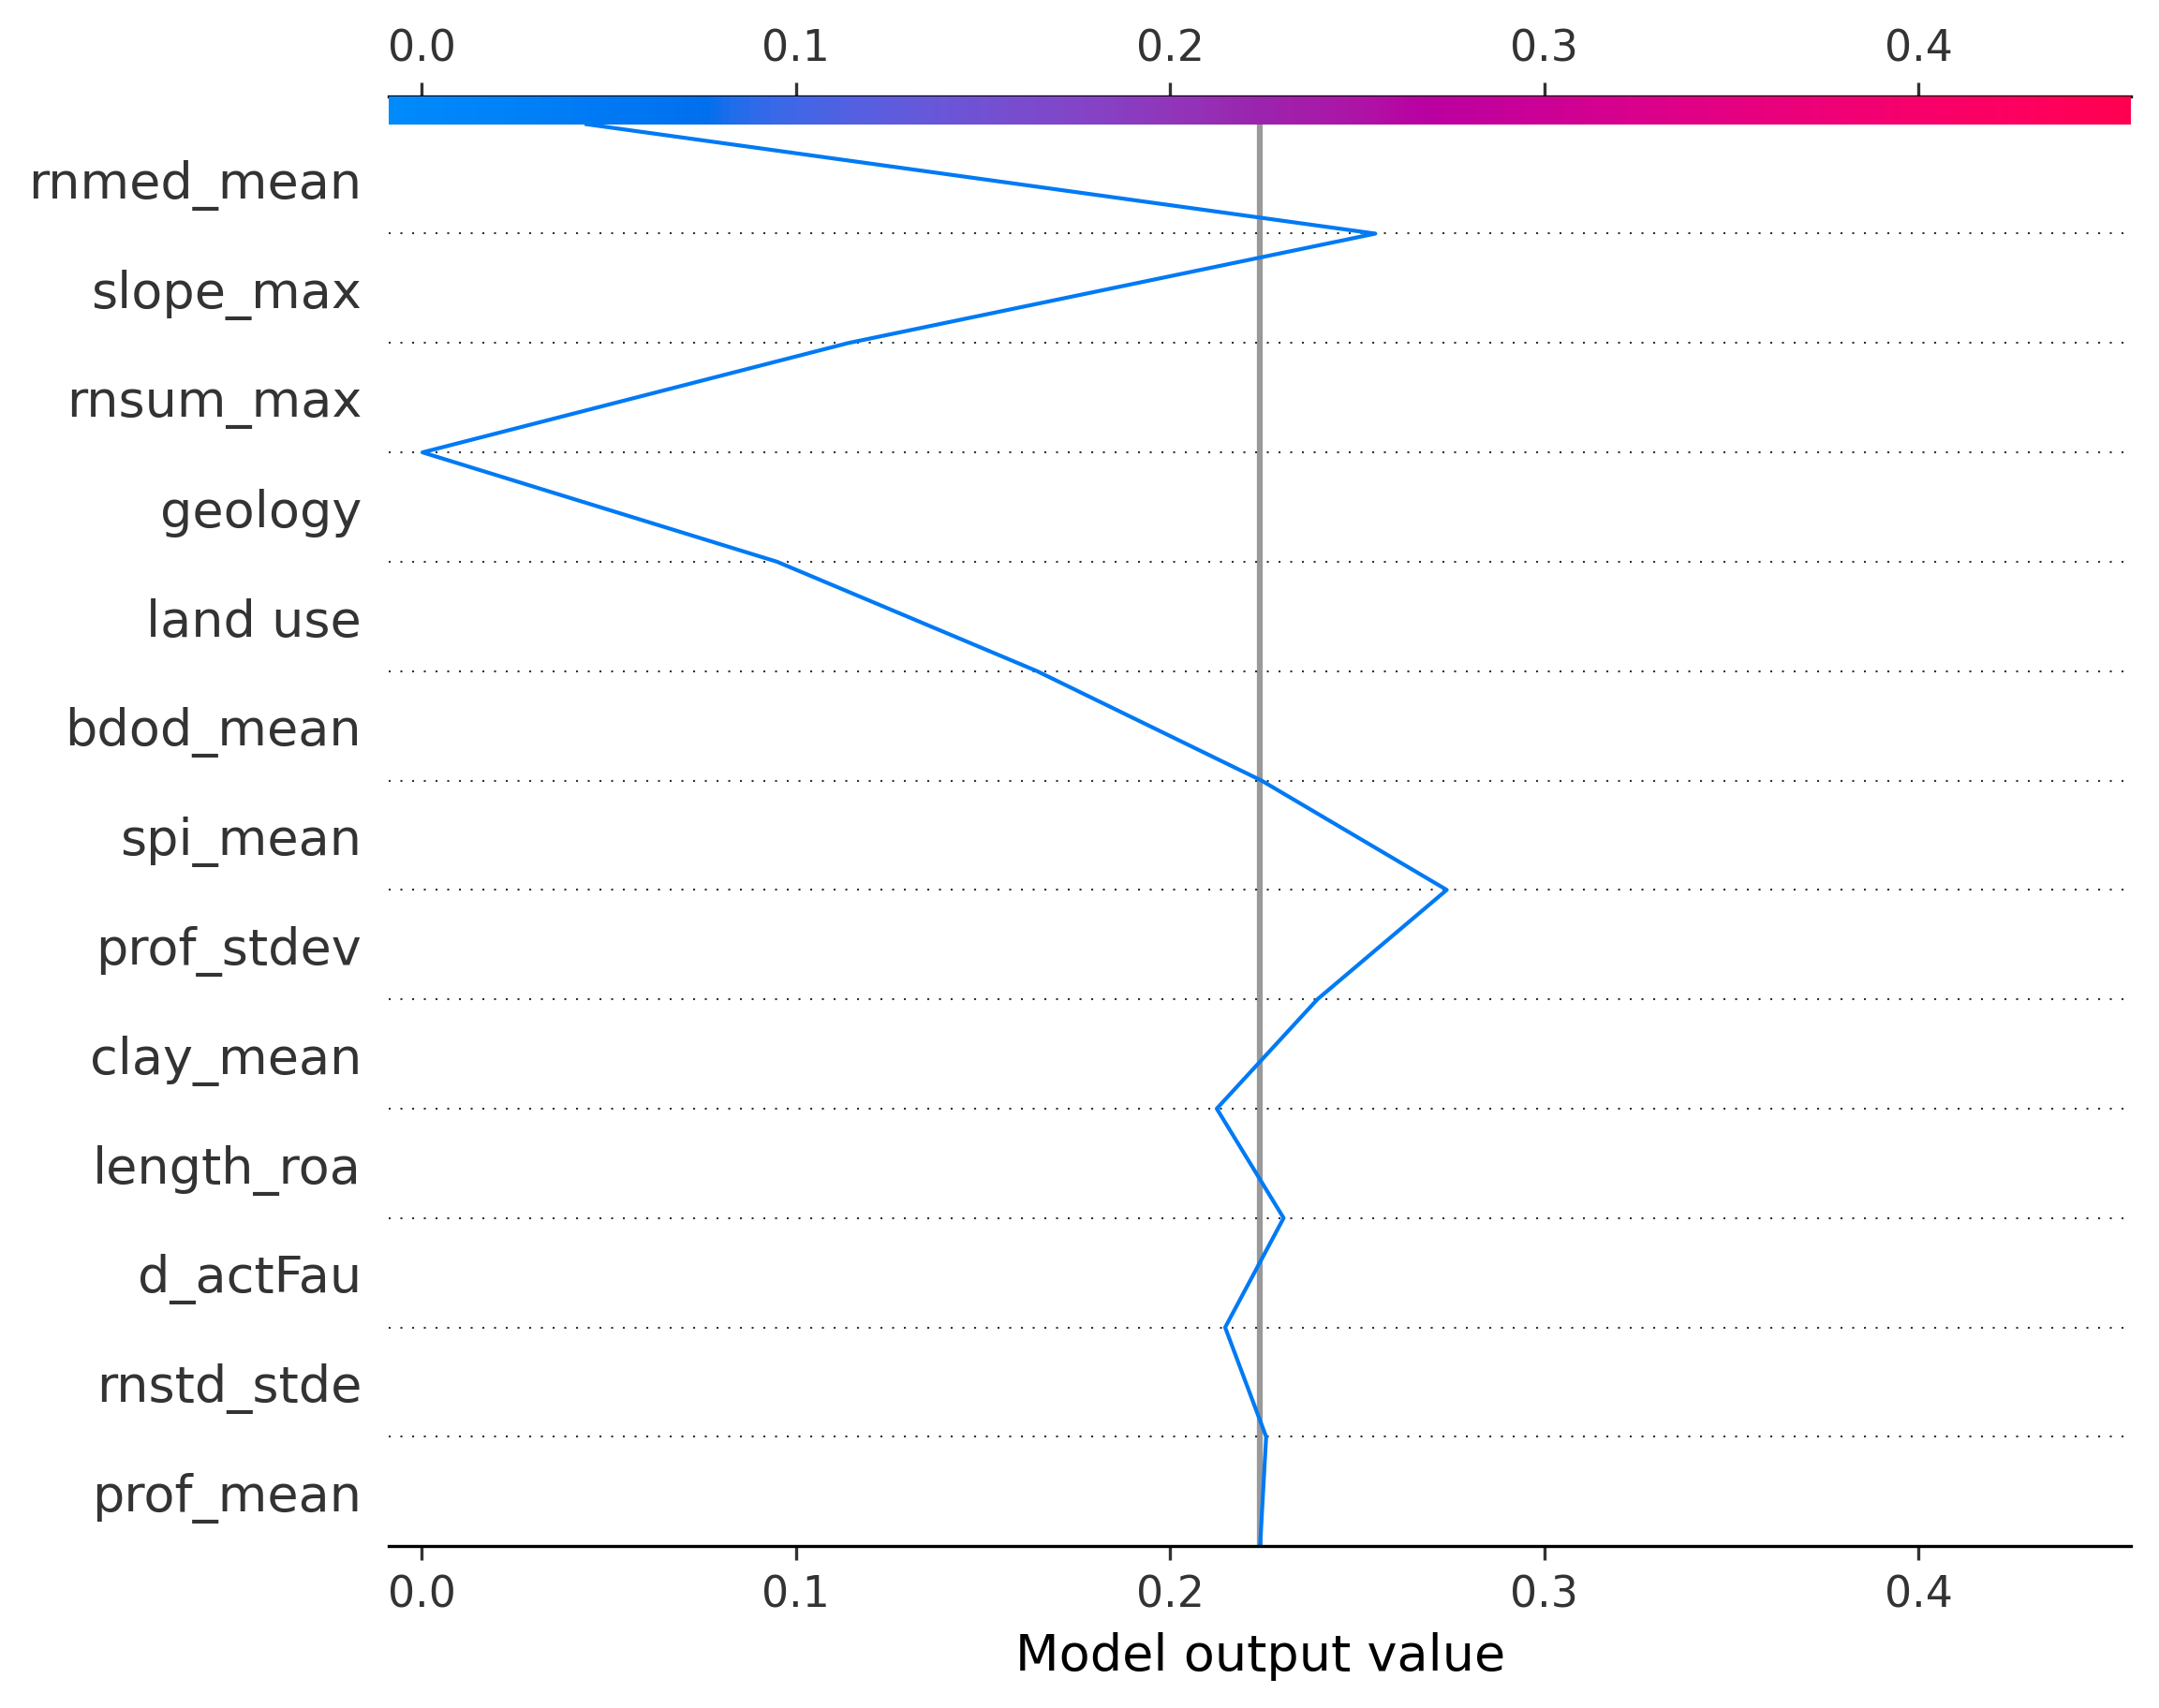 0.0 0.1 0.2 0.3 0.4
rnmed_mean
slope_max
rnsum_max
geology
land use
bdod_mean
spi_mean
prof_stdev
clay_mean
length_roa
d_actFau
rnstd_stde
prof_mean
0.0 0.1 0.2 0.3 0.4
Model output value